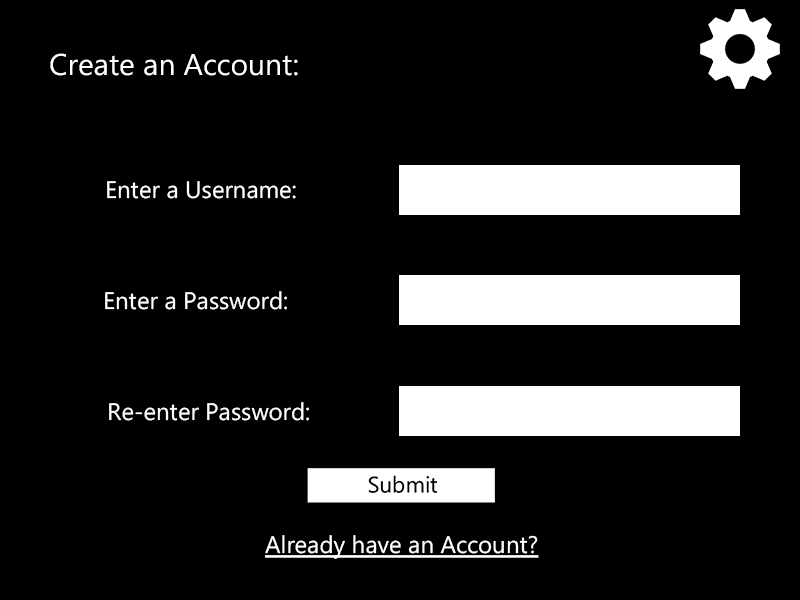 Create an Account:
Enter a Username:
Enter a Password:
Re-enter Password:
Submit
Already have an Account?